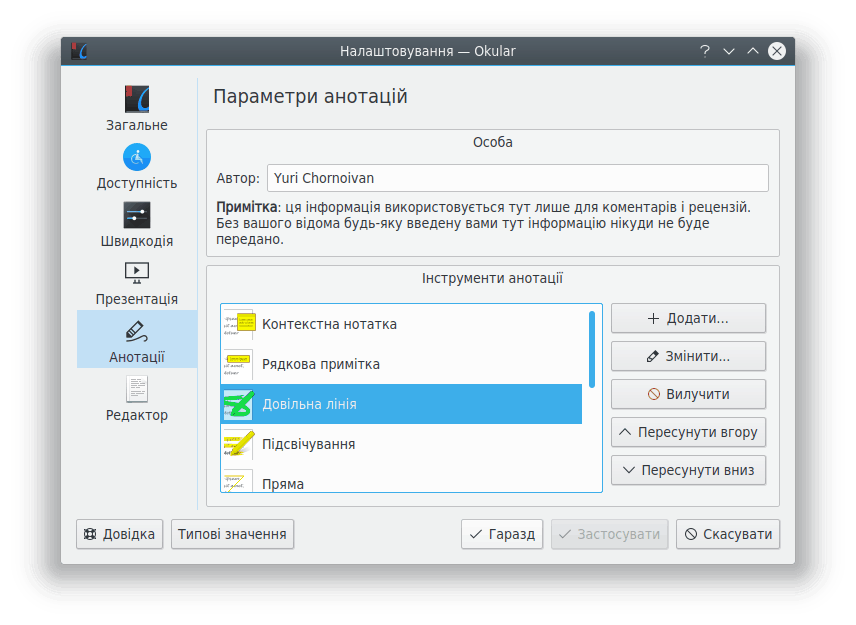 Налаштовування — Okular
Загальне
Доступність
Швидкодія
Презентація
Анотації
Редактор
Параметри анотацій
Особа
Автор: Yuri Chornoivan
Примітка: ця інформація використовується тут лише для коментарів і рецензій.
Без вашого відома будь-яку введену вами тут інформацію нікуди не буде
передано.
Інструменти анотації
Контекстна нотатка
Рядкова примітка
Довільна лінія
Підсвічування
Пряма
Додати...
Змінити...
Вилучити
Пересунути вгору
Пересунути вниз
Довідка
Типові значення
Гаразд
Застосувати
Скасувати